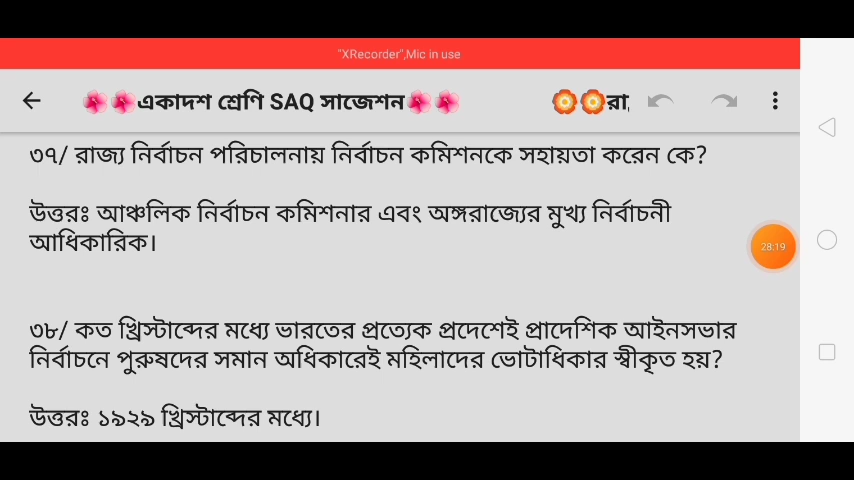 "XRecorder",Mic in use
একাদশ শ্রেণি SAQ সাজেশন রা
৩৭/ রাজ্য নির্বাচন পরিচালনায় নির্বাচন কমিশনকে সহায়তা করেন কে?
উত্তরঃ আঞ্চলিক নির্বাচন কমিশনার এবং অঙ্গরাজ্যের মুখ্য নির্বাচনী
আধিকারিক।
28:19
৩৮/ কত খ্রিস্টাব্দের মধ্যে ভারতের প্রত্যেক প্রদেশেই প্রাদেশিক আইনসভার
নির্বাচনে পুরুষদের সমান অধিকারেই মহিলাদের ভোটাধিকার স্বীকৃত হয়?
উত্তরঃ ১৯২৯ খ্রিস্টাব্দের মধ্যে।